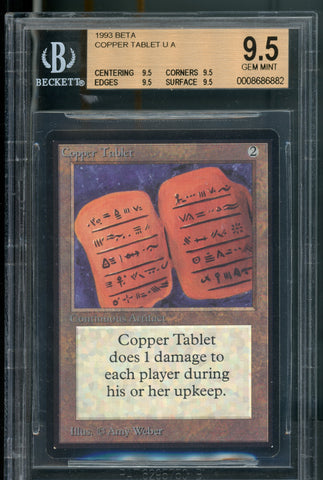 1993 BETA
COPPER TABLET U A
CENTERING 9.5 CORNERS 9.5
EDGES 9.5 SURFACE 9.5
9.5
GEM MINT
0008686882
B
BECKETT®
Copper Tablet 2
Continuous Artifact
Copper Tablet
does 1 damage to
each player during
his or her upkeep.
Illus. © Amy Weber